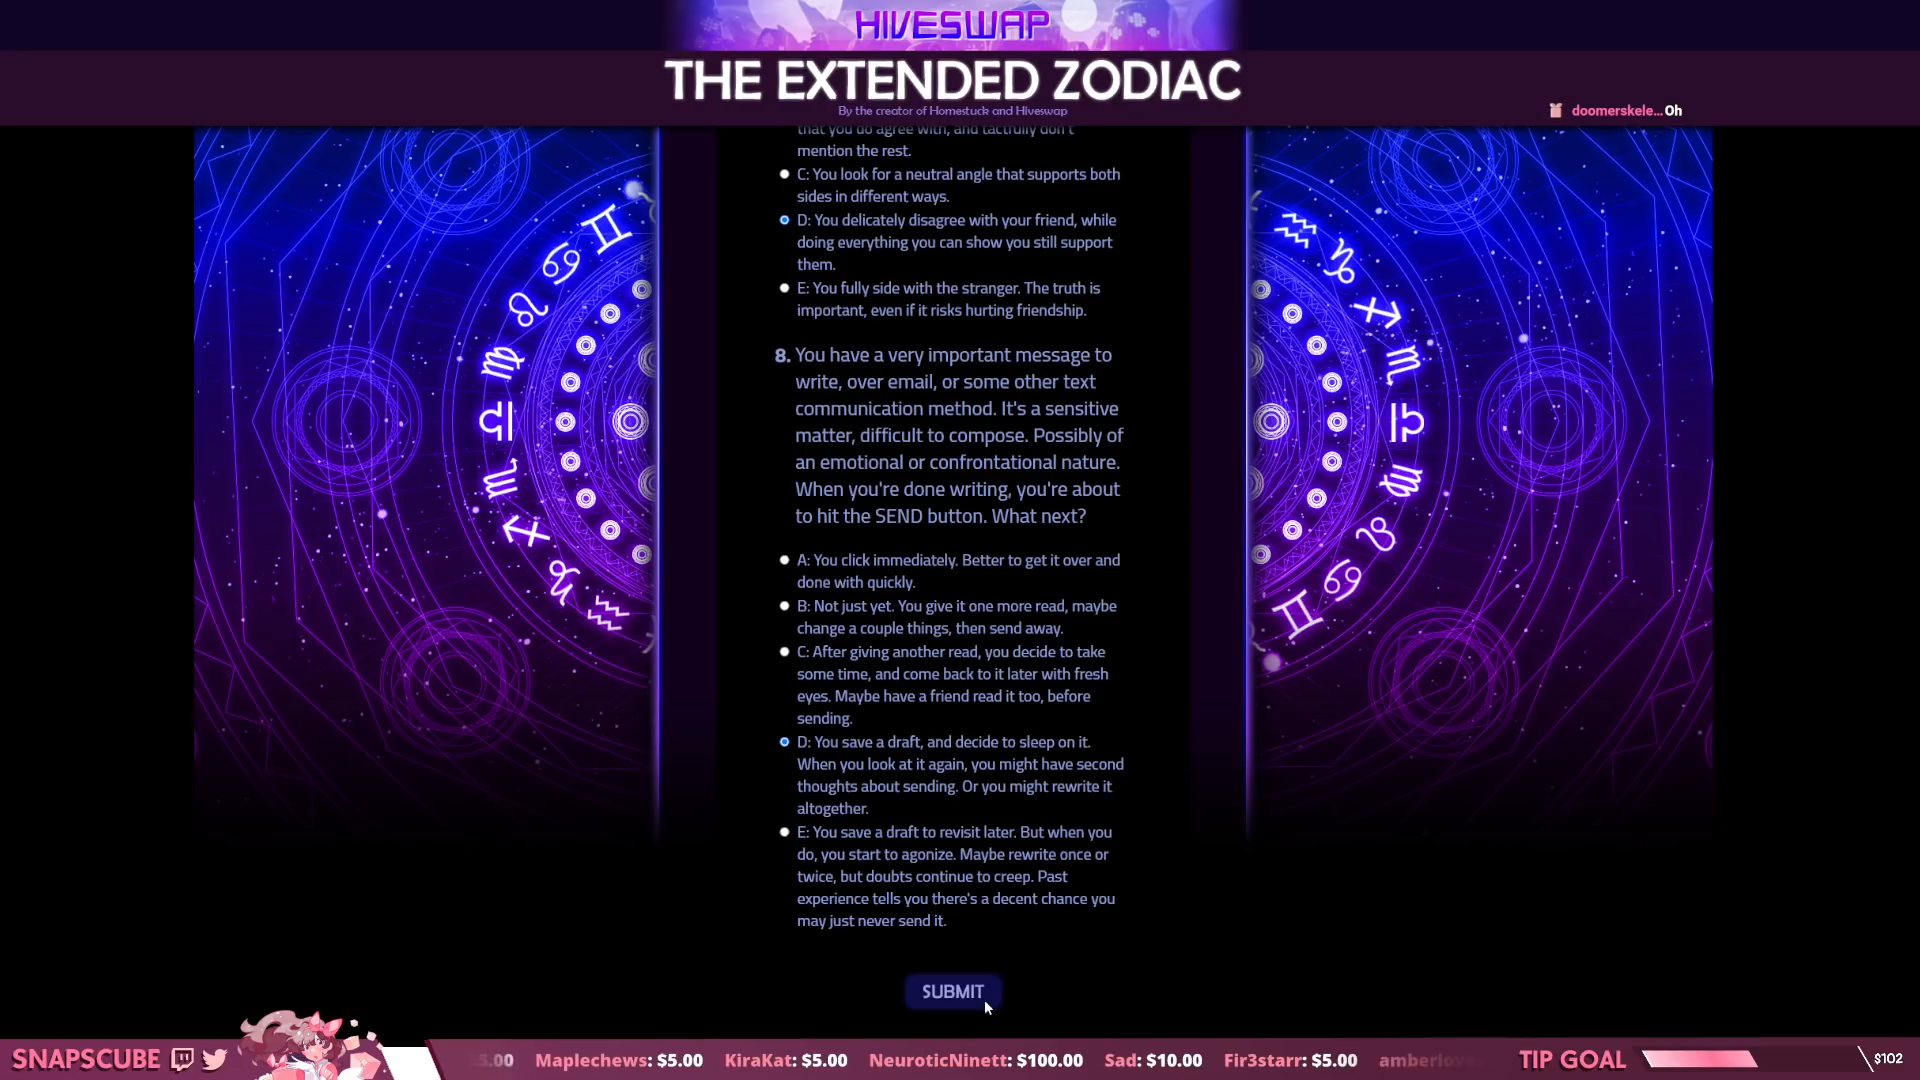 HIVESWAP
THE EXTENDED ZODIAC
By the creator of Homestuck and Hiveswap
doomerskele... Oh
that you do agree with, and tactfully don't
mention the rest.
C: You look for a neutral angle that supports both
sides in different ways.
D: You delicately disagree with your friend, while
doing everything you can show you still support
them.
E: You fully side with the stranger. The truth is
important, even if it risks hurting friendship.
8. You have a very important message to
write, over email, or some other text
communication method. It's a sensitive
matter, difficult to compose. Possibly of
an emotional or confrontational nature.
When you're done writing, you're about
to hit the SEND button. What next?
A: You click immediately. Better to get it over and
done with quickly.
B: Not just yet. You give it one more read, maybe
change a couple things, then send away.
C: After giving another read, you decide to take
some time, and come back to it later with fresh
eyes. Maybe have a friend read it too, before
sending.
D: You save a draft, and decide to sleep on it.
When you look at it again, you might have second
thoughts about sending. Or you might rewrite it
altogether.
E: You save a draft to revisit later. But when you
do, you start to agonize. Maybe rewrite once or
twice, but doubts continue to creep. Past
experience tells you there's a decent chance you
may just never send it.
SUBMIT
SNAPSCUBE 5.00 Maplechews: $5.00 KiraKat: $5.00 NeuroticNinett: $100.00 Sad: $10.00 Fir3starr: $5.00 amberlov TIP GOAL $102